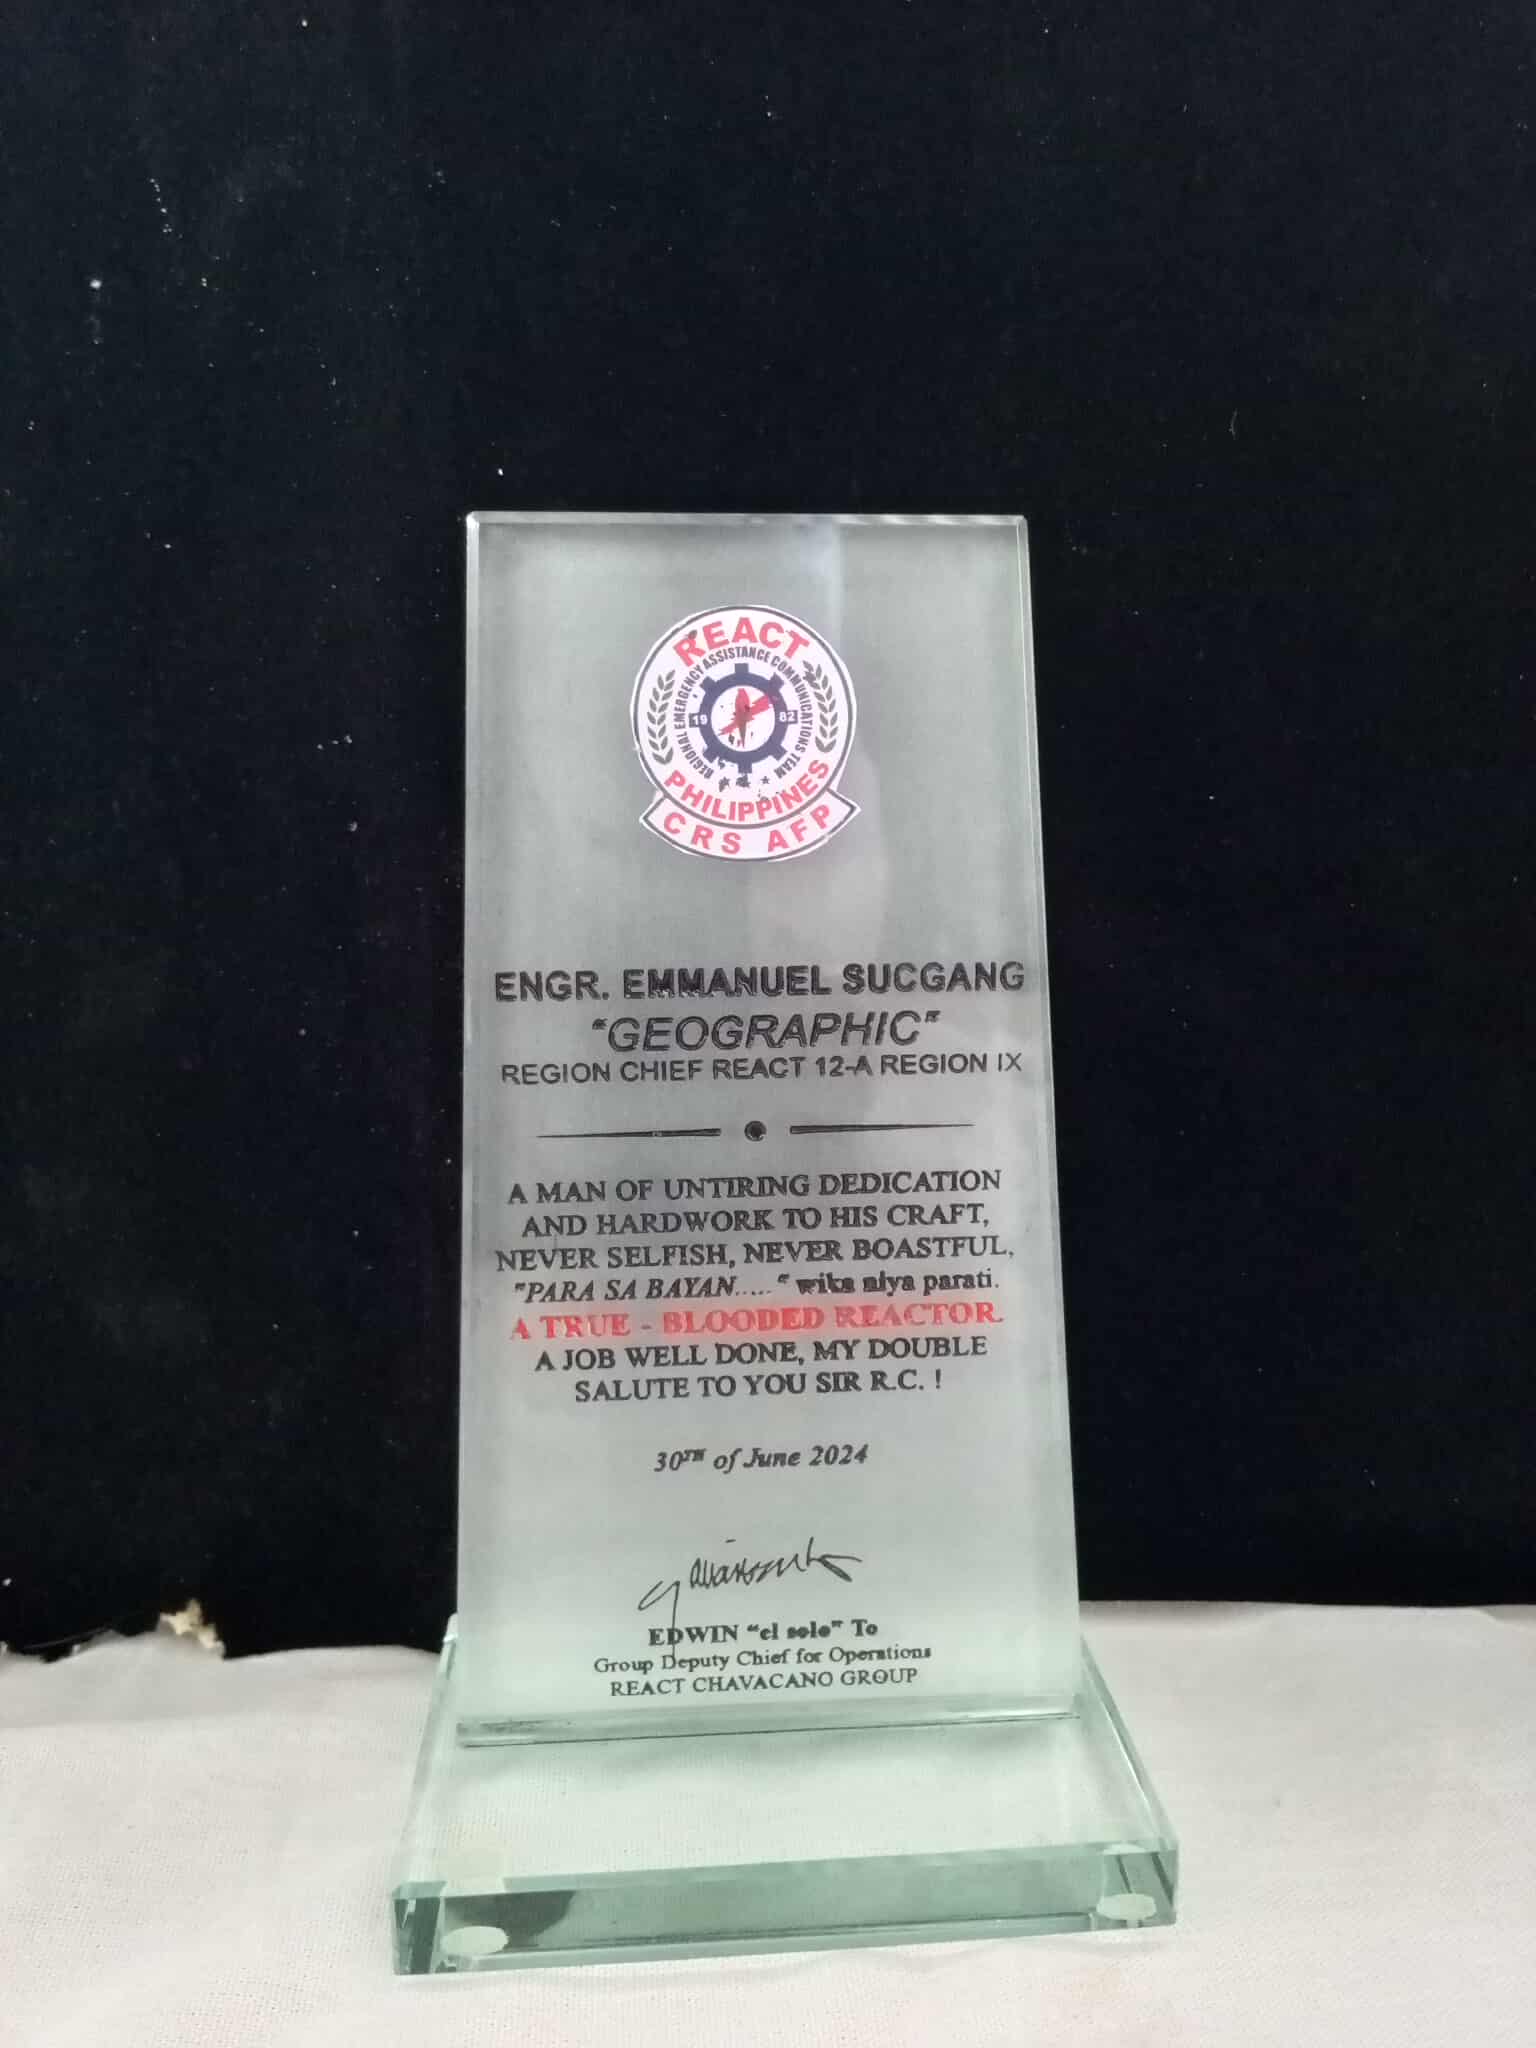 REACT
REGIONAL EMERGENCY ASSISTANCE COMMUNICATIONS TEAM
19 82
PHILIPPINES
CRS AFP
ENGR. EMMANUEL SUCGANG
"GEOGRAPHIC"
REGION CHIEF REACT 12-A REGION IX
A MAN OF UNTIRING DEDICATION
AND HARDWORK TO HIS CRAFT,
NEVER SELFISH, NEVER BOASTFUL,
"PARA SA BAYAN....." wika niya parati.
A TRUE - BLOODED REACTOR.
A JOB WELL DONE, MY DOUBLE
SALUTE TO YOU SIR R.C. !
30TH of June 2024
EDWIN "el solo" To
Group Deputy Chief for Operations
REACT CHAVACANO GROUP